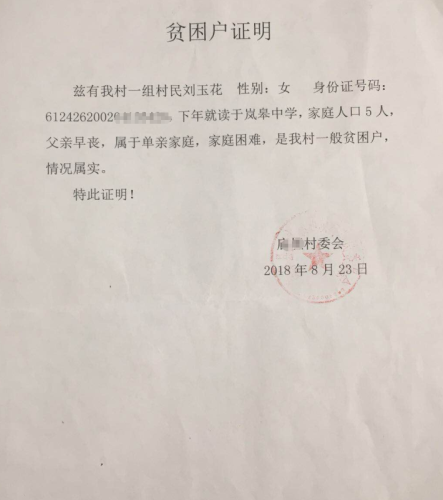 贫困户证明
兹有我村一组村民刘玉花 性别：女 身份证号码：
61242620020 。下年就读于岚皋中学，家庭人口5人，
父亲早丧，属于单亲家庭，家庭困难，是我村一般贫困户，
情况属实。
特此证明！
村委会
2018年8月23日